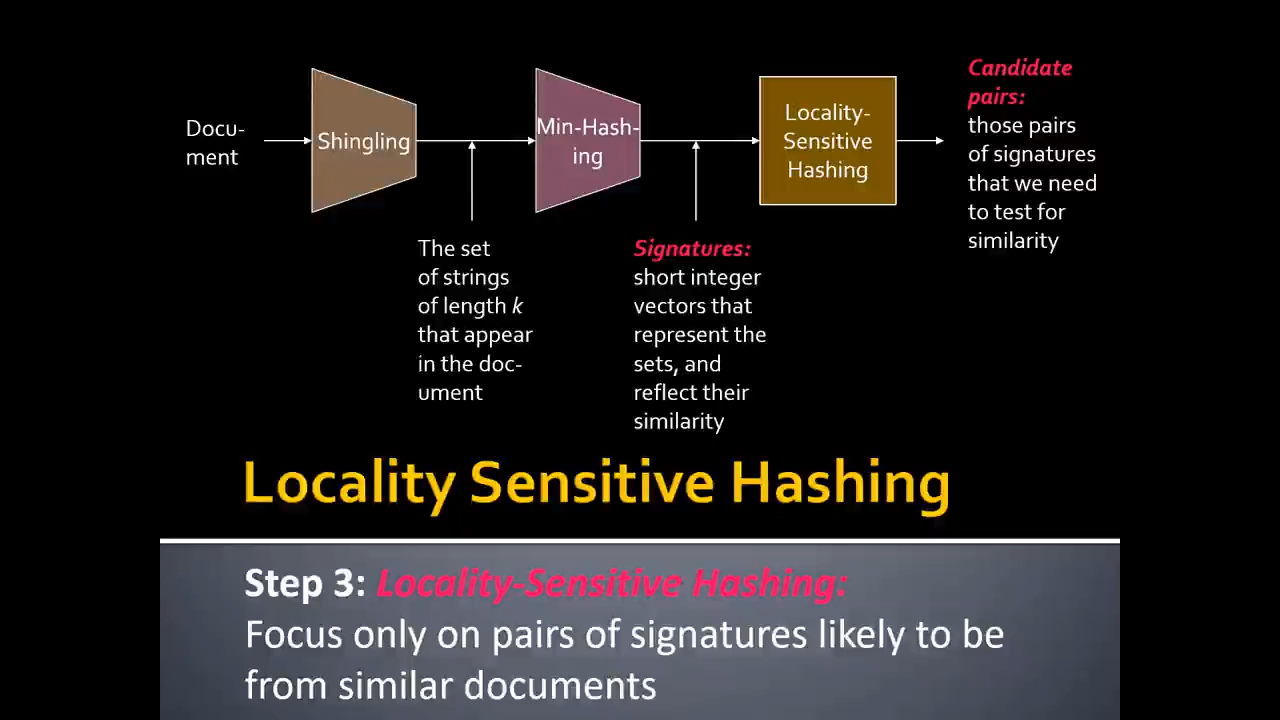 Docu-
ment
Shingling
The set
of strings
of length k
that appear
in the doc-
ument
Min-Hash-
ing
Signatures:
short integer
vectors that
represent the
sets, and
reflect their
similarity
Locality-
Sensitive
Hashing
Candidate
pairs:
those pairs
of signatures
that we need
to test for
similarity
Locality Sensitive Hashing
Step 3: Locality-Sensitive Hashing:
Focus only on pairs of signatures likely to be
from similar documents